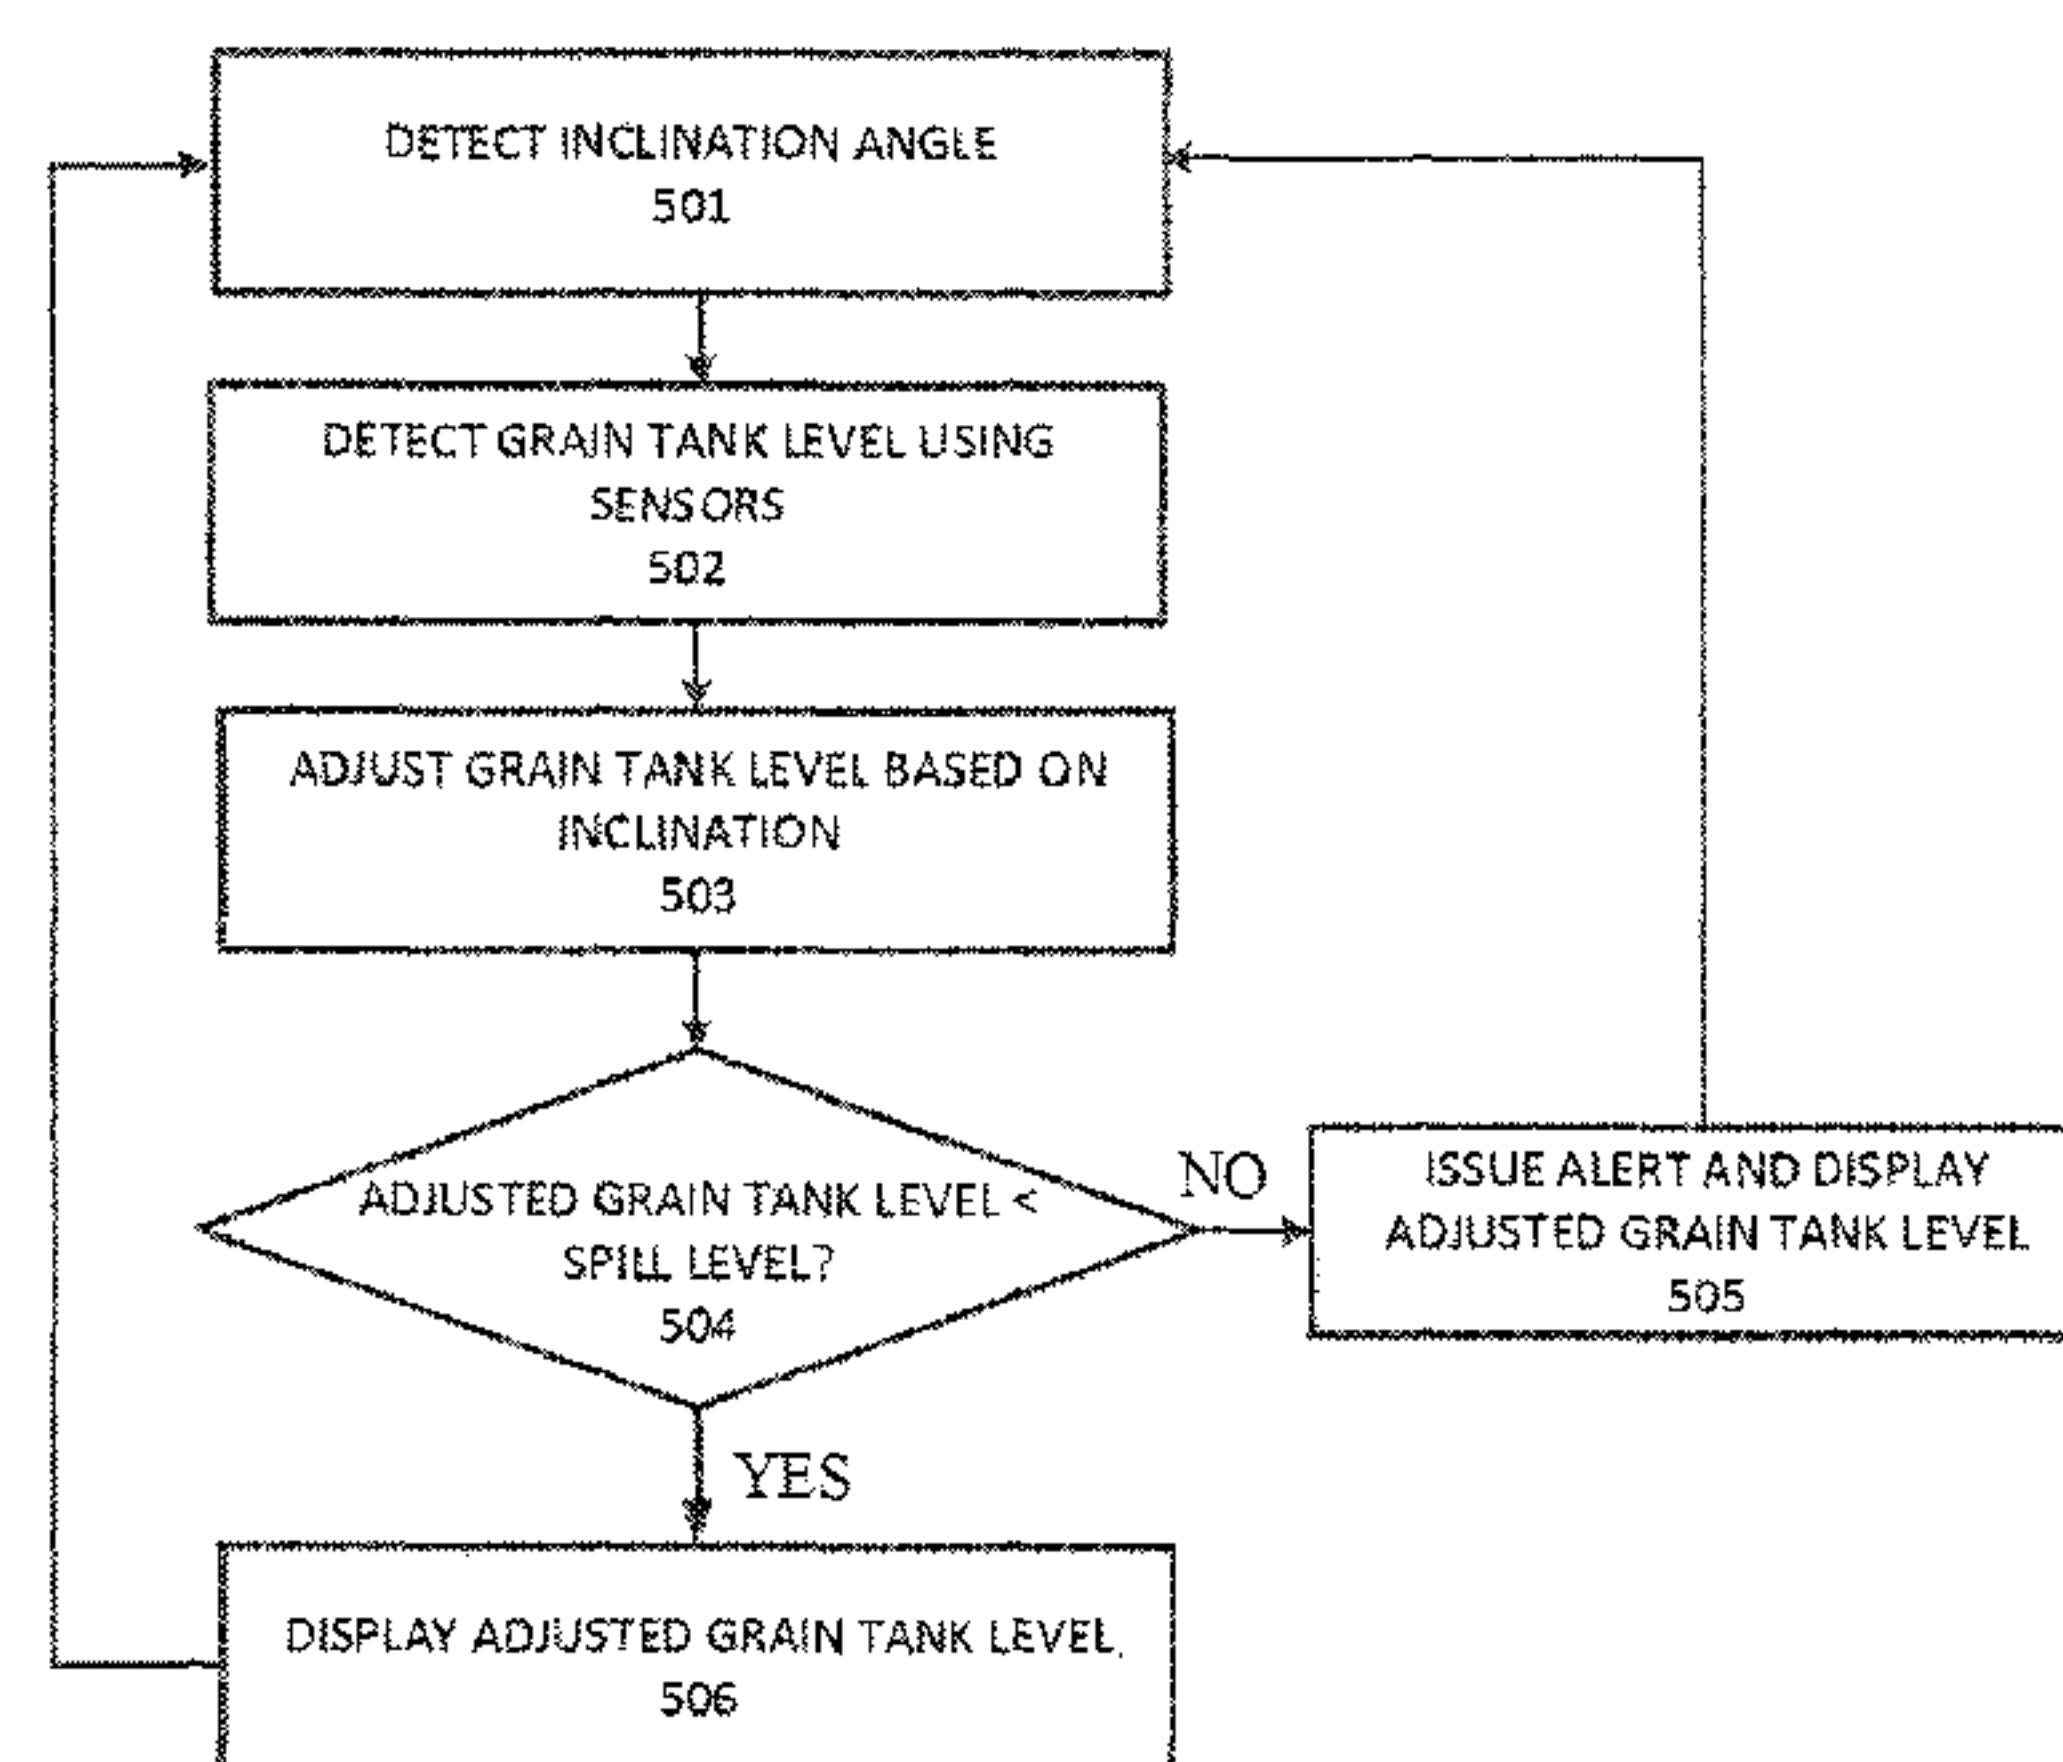 DETECT INCLINATION ANGLE
501
DETECT GRAIN TANK LEVEL USING
SENSORS
502
ADJUST GRAIN TANK LEVEL BASED ON
INCLINATION
503
ADJUSTED GRAIN TANK LEVEL <
SPILL LEVEL?
504
NO
ISSUE ALERT AND DISPLAY
ADJUSTED GRAIN TANK LEVEL
505
YES
DISPLAY ADJUSTED GRAIN TANK LEVEL.
506